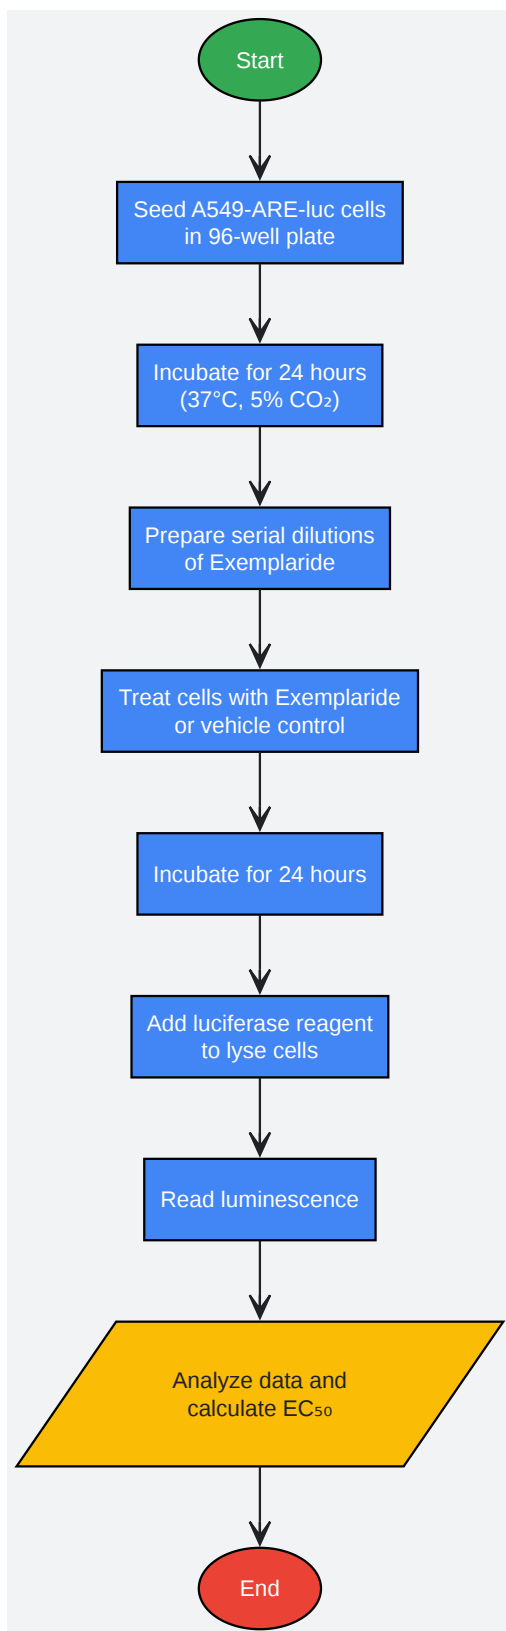 Start
Seed A549-ARE-luc cells
in 96-well plate
Incubate for 24 hours
(37°C, 5% CO₂)
Prepare serial dilutions
of Exemplaride
Treat cells with Exemplaride
or vehicle control
Incubate for 24 hours
Add luciferase reagent
to lyse cells
Read luminescence
Analyze data and
calculate EC₅₀
End